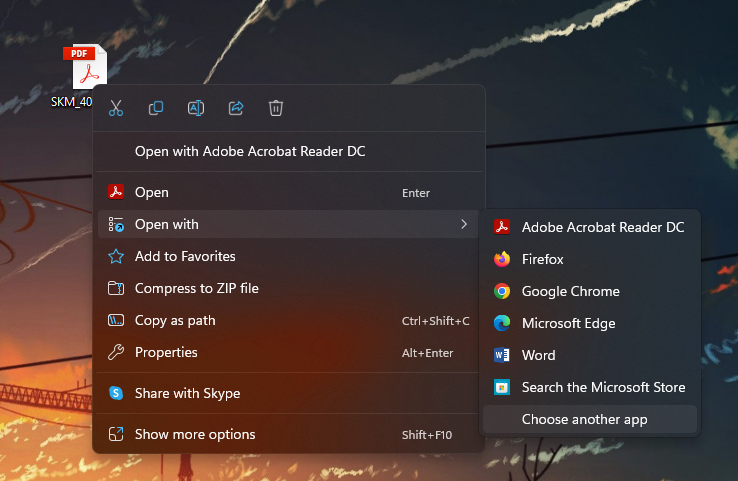 PDF
SKM_40
Open with Adobe Acrobat Reader DC
Open Enter
Open with
Add to Favorites
Compress to ZIP file
Copy as path Ctrl+Shift+C
Properties Alt+Enter
Share with Skype
Show more options Shift+F10
Adobe Acrobat Reader DC
Firefox
Google Chrome
Microsoft Edge
Word
Search the Microsoft Store
Choose another app